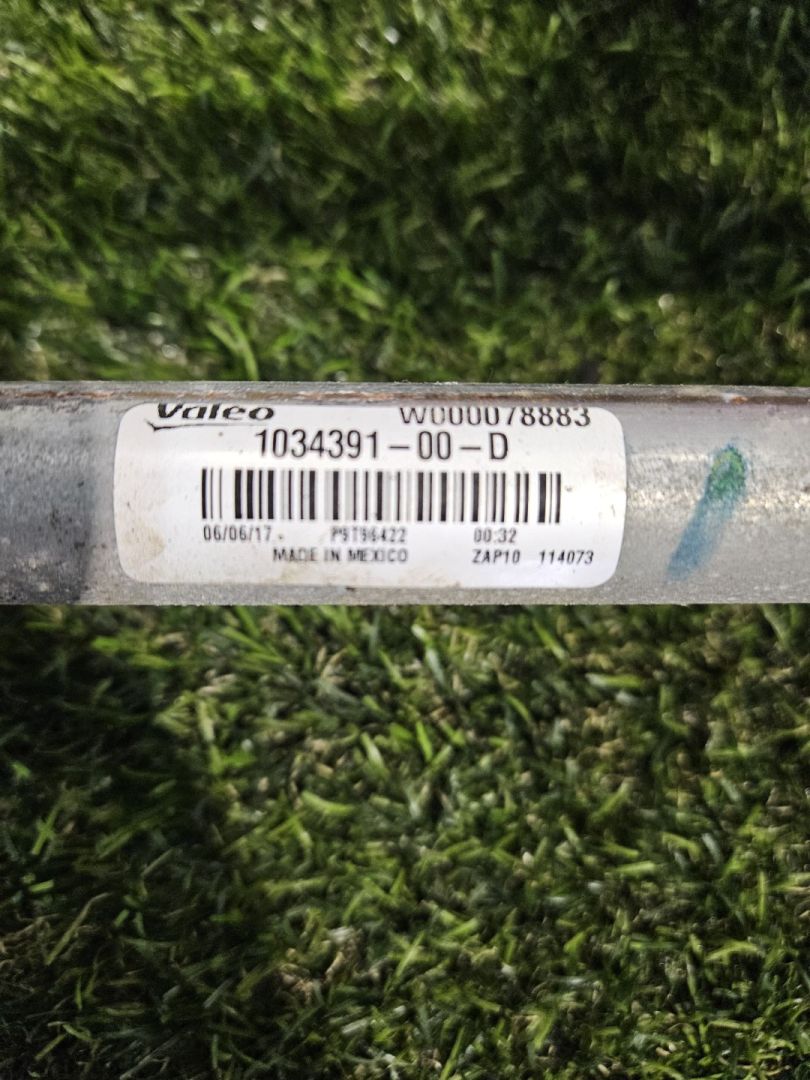 Valeo W000078883
1034391-00-D
06/06/17. P9T96422 00:32
MADE IN MEXICO ZAP10 114073